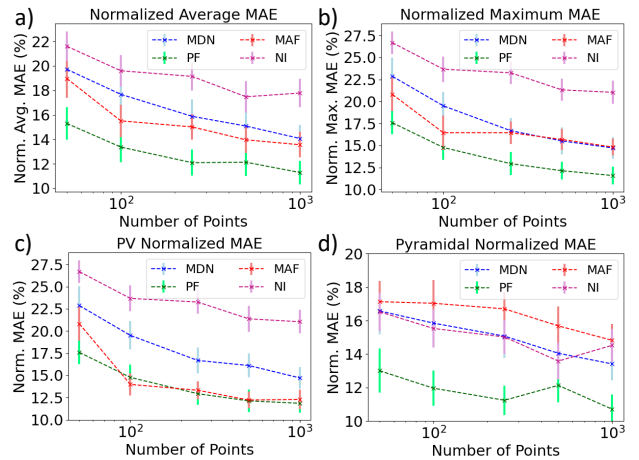 a)
Normalized Average MAE
Norm. Avg. MAE (%)
22
20
18
16
14
12
10
MDN
MAF
PF
NI
10²
10³
Number of Points
b)
Normalized Maximum MAE
Norm. Max. MAE (%)
27.5
25.0
22.5
20.0
17.5
15.0
12.5
10.0
MDN
MAF
PF
NI
10²
10³
Number of Points
c)
PV Normalized MAE
Norm. MAE (%)
27.5
25.0
22.5
20.0
17.5
15.0
12.5
10.0
MDN
MAF
PF
NI
10²
10³
Number of Points
d)
Pyramidal Normalized MAE
Norm. MAE (%)
20
18
16
14
12
10
MDN
MAF
PF
NI
10²
10³
Number of Points